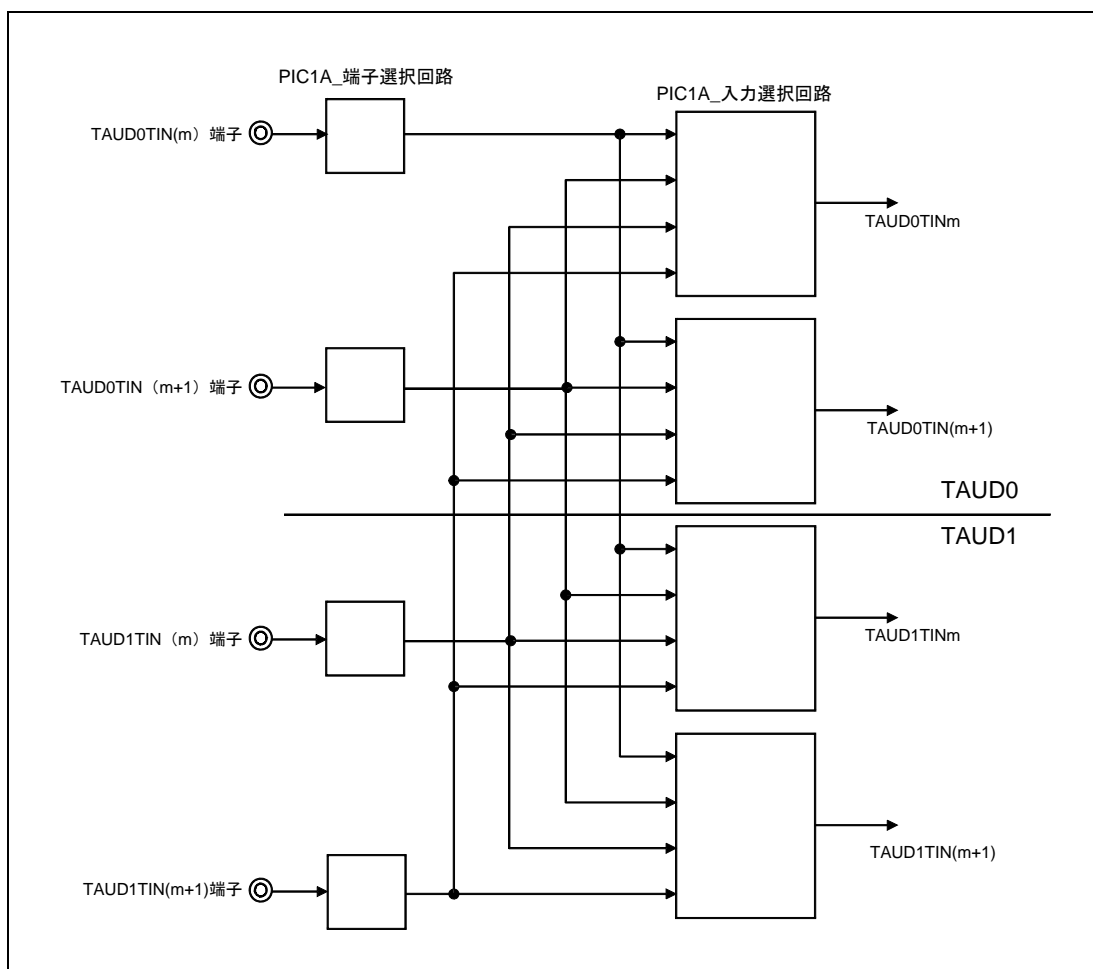 PIC1A_端子選択回路
PIC1A_入力選択回路
TAUD0TIN(m）端子
TAUD0TINm
TAUD0TIN（m+1）端子
TAUD0TIN(m+1)
TAUD0
TAUD1
TAUD1TIN（m）端子
TAUD1TINm
TAUD1TIN(m+1)
TAUD1TIN(m+1)端子